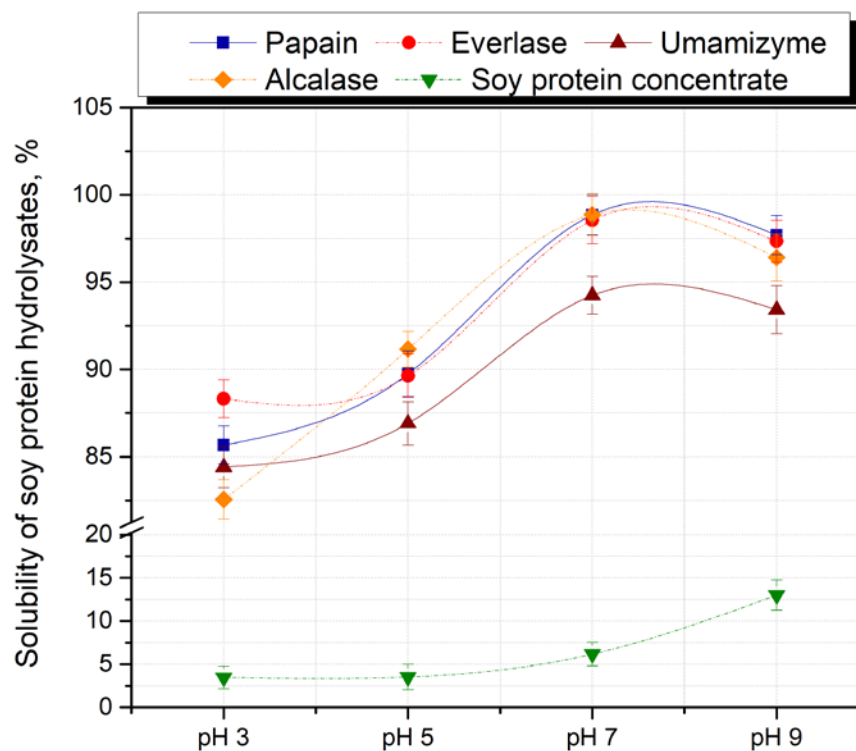 Papain Everlase Umamizyme
Alcalase Soy protein concentrate
Solubility of soy protein hydrolysates, %
105
100
95
90
85
20
15
10
5
0
pH 3 pH 5 pH 7 pH 9